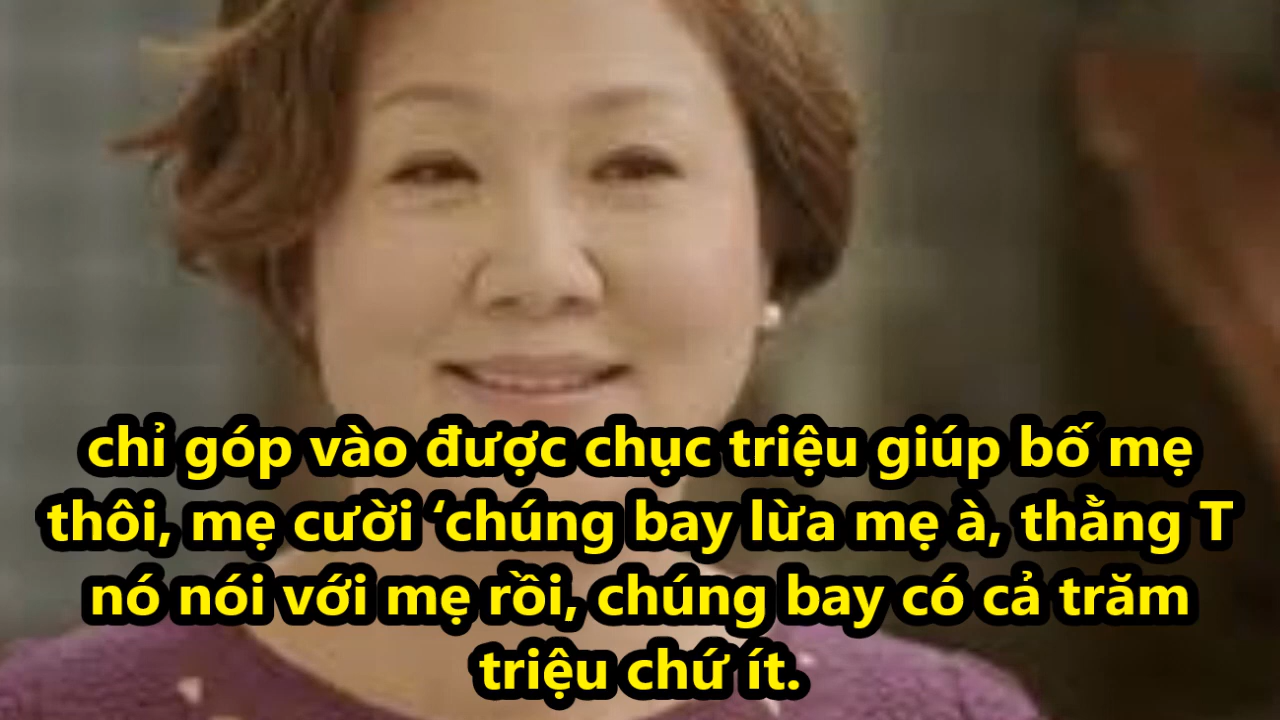 chỉ góp vào được chục triệu giúp bố mẹ
thôi, mẹ cười ‘chúng bay lừa mẹ à, thằng T
nó nói với mẹ rồi, chúng bay có cả trăm
triệu chứ ít.